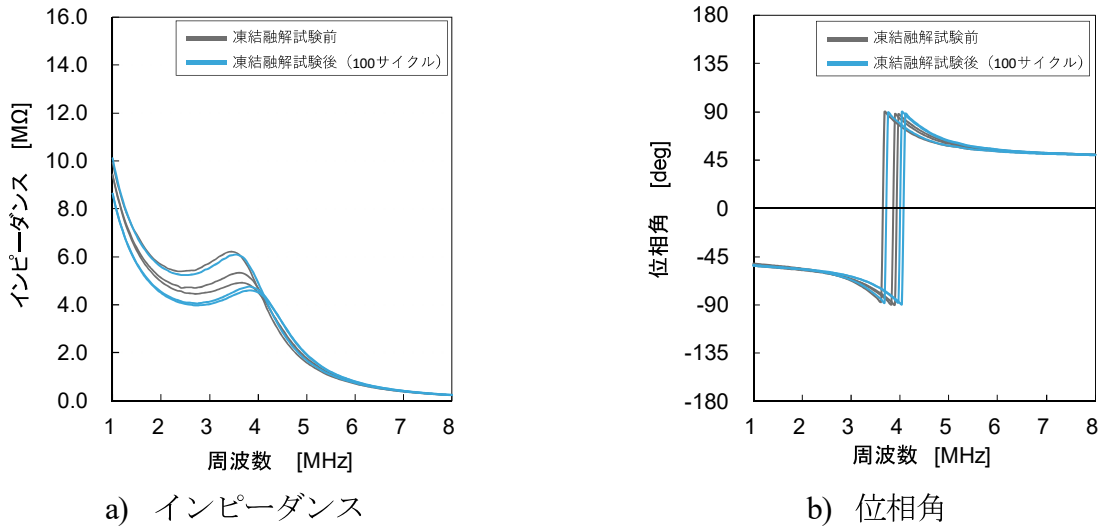 16.0
14.0
12.0
10.0
8.0
6.0
4.0
2.0
0.0
インピーダンス [MΩ]
凍結融解試験前
凍結融解試験後（100サイクル）
1 2 3 4 5 6 7 8
周波数 [MHz]
a) インピーダンス
180
135
90
45
0
-45
-90
-135
-180
位相角 [deg]
凍結融解試験前
凍結融解試験後（100サイクル）
1 2 3 4 5 6 7 8
周波数 [MHz]
b) 位相角